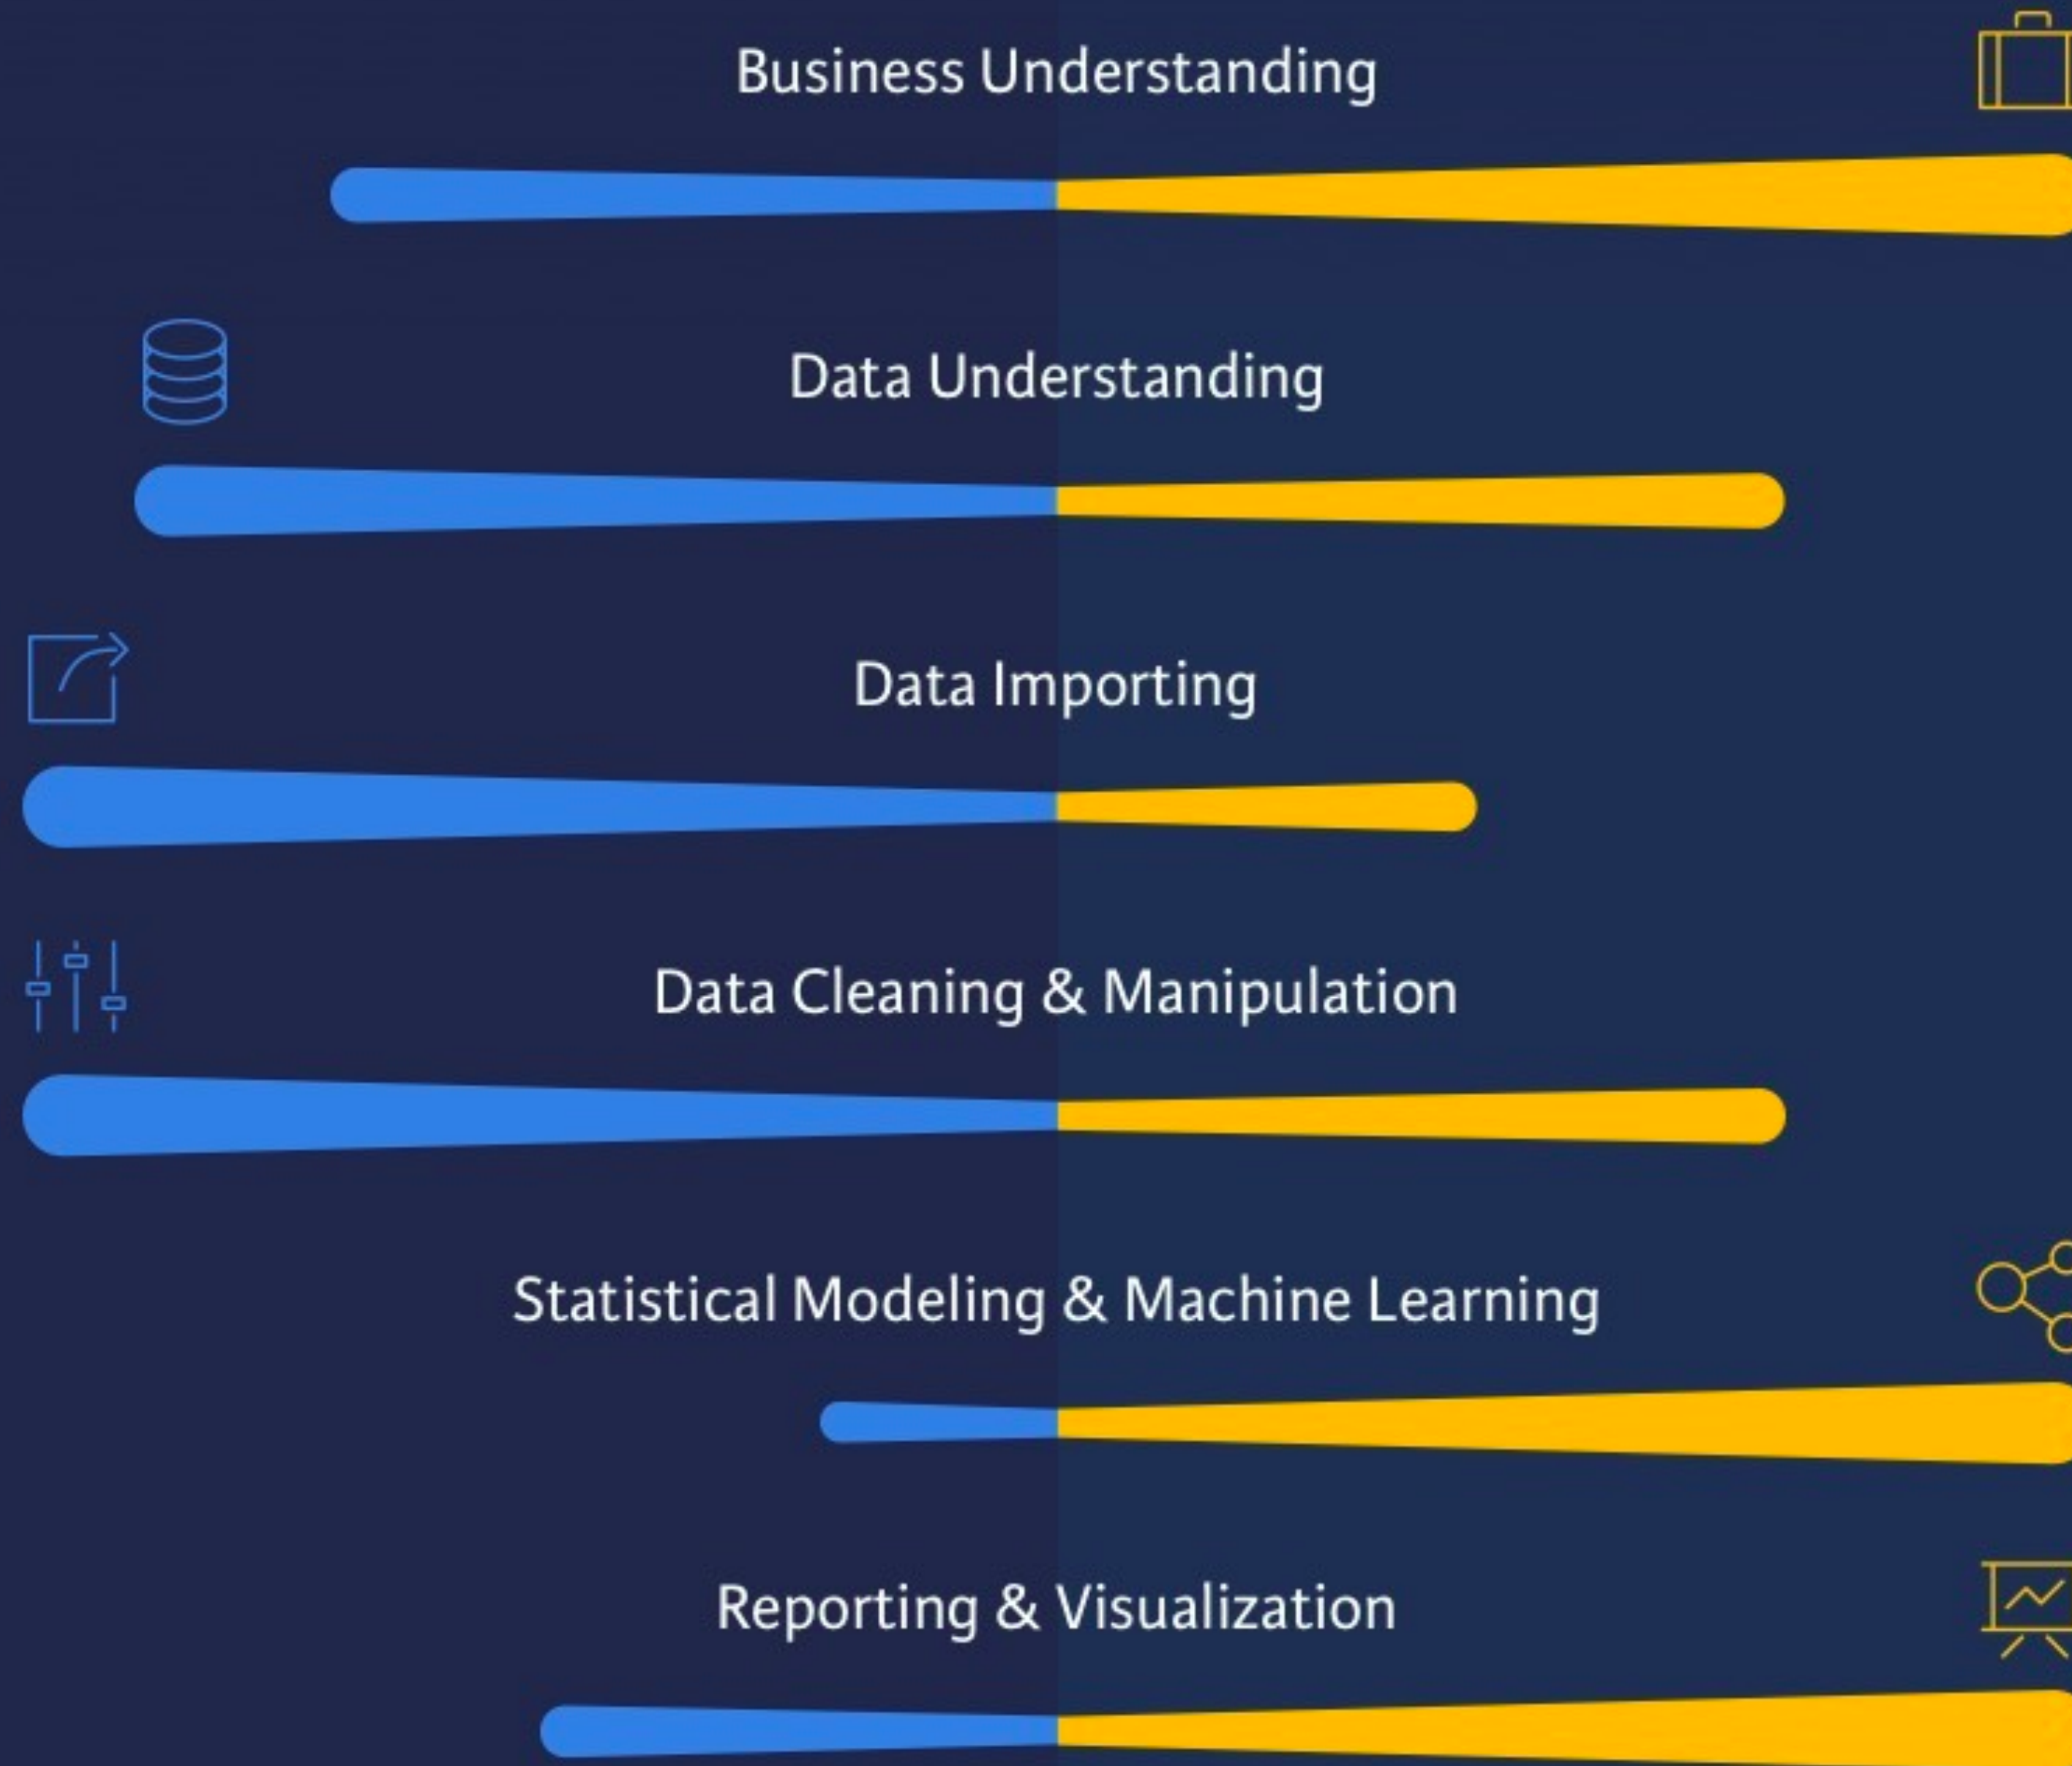 Business Understanding
Data Understanding
Data Importing
Data Cleaning & Manipulation
Statistical Modeling & Machine Learning
Reporting & Visualization